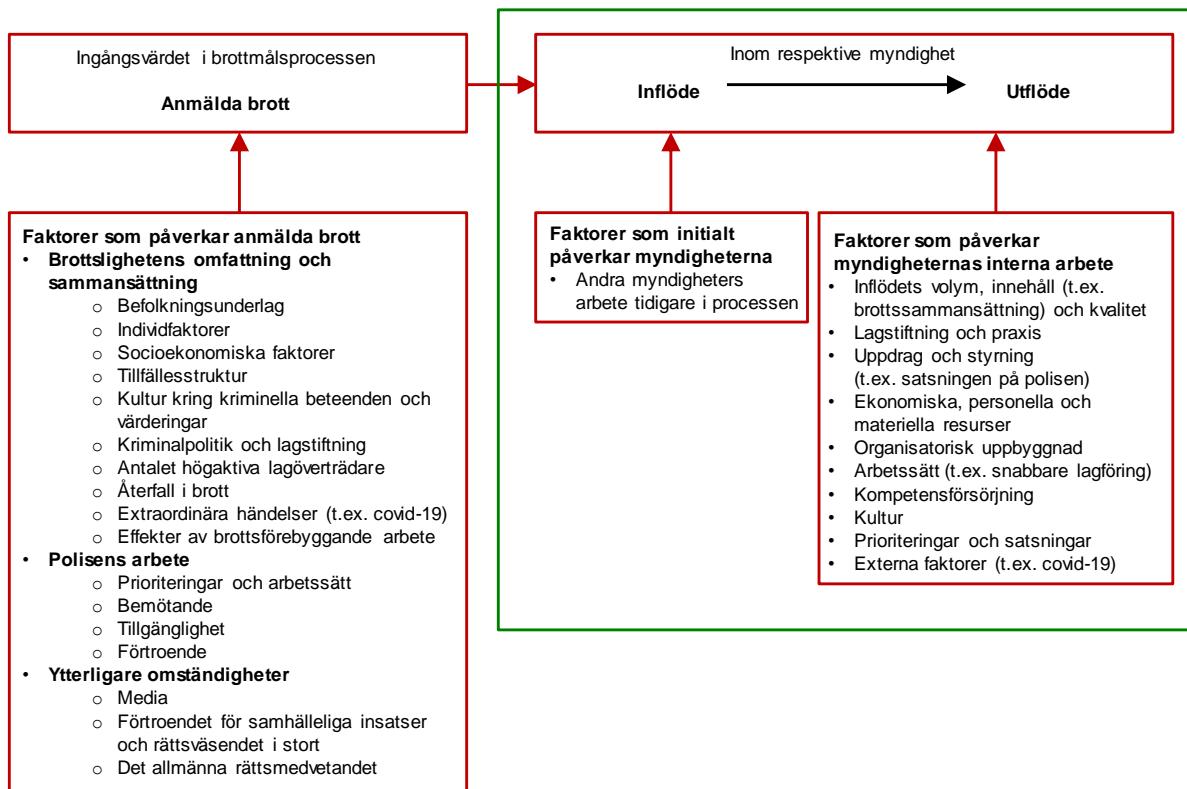 Ingångsvärdet i brottmålsprocessen
Anmälda brott
Inom respektive myndighet
Inflöde
Utflöde
Faktorer som påverkar anmälda brott
• Brottslighetens omfattning och
sammansättning
o Befolkningsunderlag
o Individfaktorer
o Socioekonomiska faktorer
o Tillfällesstruktur
o Kultur kring kriminella beteenden och
värderingar
o Kriminalpolitik och lagstiftning
o Antalet högaktiva lagöverträdare
o Återfall i brott
o Extraordinära händelser (t.ex. covid-19)
o Effekter av brottsförebyggande arbete
• Polisens arbete
o Prioriteringar och arbetssätt
o Bemötande
o Tillgänglighet
o Förtroende
• Ytterligare omständigheter
o Media
o Förtroendet för samhälleliga insatser
och rättsväsendet i stort
o Det allmänna rättsmedvetandet
Faktorer som initialt
påverkar myndigheterna
• Andra myndigheters
arbete tidigare i processen
Faktorer som påverkar
myndigheternas interna arbete
• Inflödets volym, innehåll (t.ex.
brottssammansättning) och kvalitet
• Lagstiftning och praxis
• Uppdrag och styrning
(t.ex. satsningen på polisen)
• Ekonomiska, personella och
materiella resurser
• Organisatorisk uppbyggnad
• Arbetssätt (t.ex. snabbare lagföring)
• Kompetensförsörjning
• Kultur
• Prioriteringar och satsningar
• Externa faktorer (t.ex. covid-19)